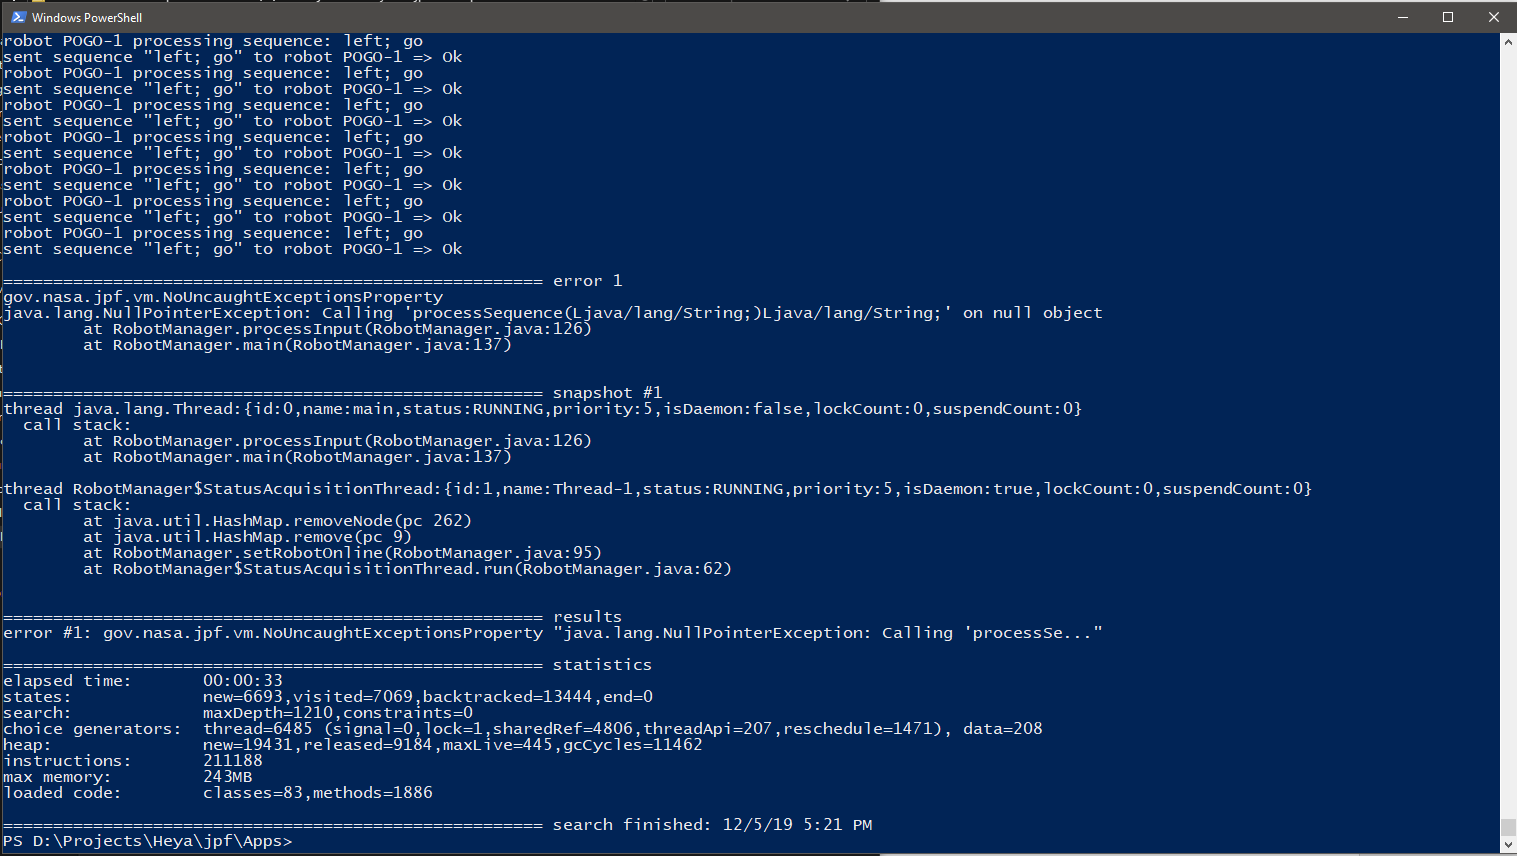 Windows PowerShell
robot POGO-1 processing sequence: left; go
sent sequence "left; go" to robot POGO-1 => Ok
robot POGO-1 processing sequence: left; go
sent sequence "left; go" to robot POGO-1 => Ok
robot POGO-1 processing sequence: left; go
sent sequence "left; go" to robot POGO-1 => Ok
robot POGO-1 processing sequence: left; go
sent sequence "left; go" to robot POGO-1 => Ok
robot POGO-1 processing sequence: left; go
sent sequence "left; go" to robot POGO-1 => Ok
robot POGO-1 processing sequence: left; go
sent sequence "left; go" to robot POGO-1 => Ok
robot POGO-1 processing sequence: left; go
sent sequence "left; go" to robot POGO-1 => Ok
====================================================== error 1
gov.nasa.jpf.vm.NoUncaughtExceptionsProperty
java.lang.NullPointerException: Calling 'processSequence(Ljava/lang/String;)Ljava/lang/String;' on null object
at RobotManager.processInput(RobotManager.java:126)
at RobotManager.main(RobotManager.java:137)
====================================================== snapshot #1
thread java.lang.Thread:{id:0,name:main,status:RUNNING,priority:5,isDaemon:false,lockCount:0,suspendCount:0}
call stack:
at RobotManager.processInput(RobotManager.java:126)
at RobotManager.main(RobotManager.java:137)
thread RobotManager$StatusAcquisitionThread:{id:1,name:Thread-1,status:RUNNING,priority:5,isDaemon:true,lockCount:0,suspendCount:0}
call stack:
at java.util.HashMap.removeNode(pc 262)
at java.util.HashMap.remove(pc 9)
at RobotManager.setRobotOnline(RobotManager.java:95)
at RobotManager$StatusAcquisitionThread.run(RobotManager.java:62)
====================================================== results
error #1: gov.nasa.jpf.vm.NoUncaughtExceptionsProperty "java.lang.NullPointerException: Calling 'processSe..."
====================================================== statistics
elapsed time: 00:00:33
states: new=6693,visited=7069,backtracked=13444,end=0
search: maxDepth=1210,constraints=0
choice generators: thread=6485 (signal=0,lock=1,sharedRef=4806,threadApi=207,reschedule=1471), data=208
heap: new=19431,released=9184,maxLive=445,gcCycles=11462
instructions: 211188
max memory: 243MB
loaded code: classes=83,methods=1886
====================================================== search finished: 12/5/19 5:21 PM
PS D:\Projects\Heya\jpf\Apps>